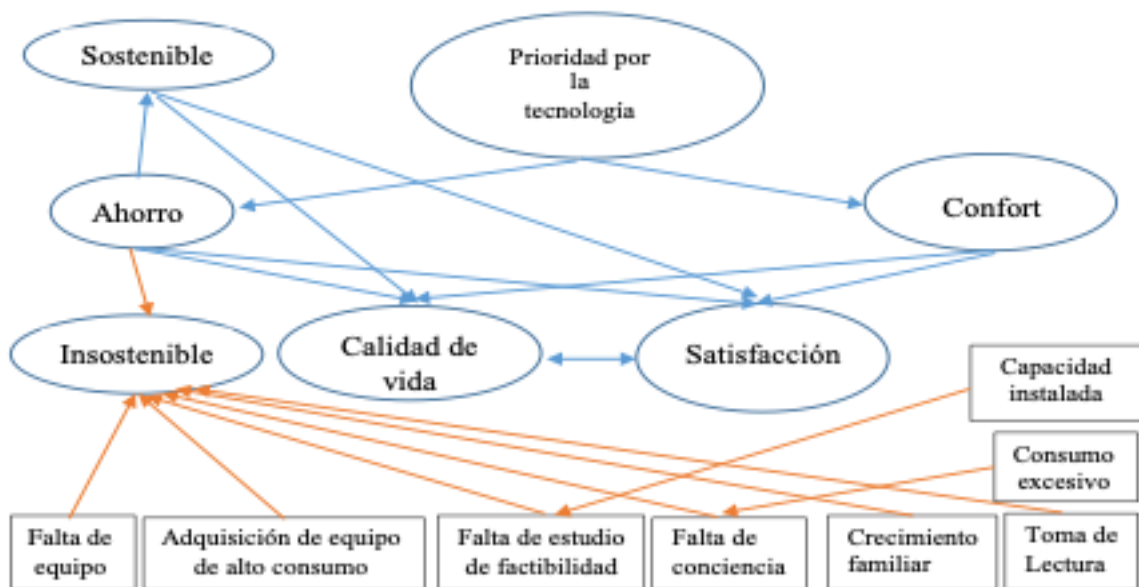 Sostenible
Prioridad por
la
tecnología
Ahorro
Confort
Insostenible
Calidad de
vida
Satisfacción
Capacidad
instalada
Consumo
excesivo
Falta de
equipo
Adquisición de equipo
de alto consumo
Falta de estudio
de factibilidad
Falta de
conciencia
Crecimiento
familiar
Toma de
Lectura